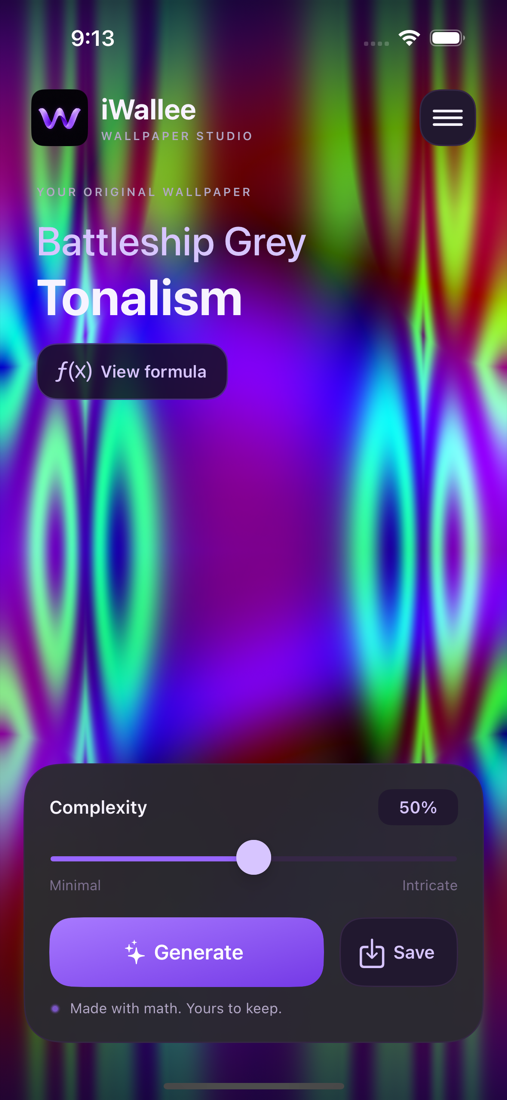 9:13
iWallee
WALLPAPER STUDIO
YOUR ORIGINAL WALLPAPER
Battleship Grey
Tonalism
f(x) View formula
Complexity
50%
Minimal
Intricate
Generate
Save
Made with math. Yours to keep.